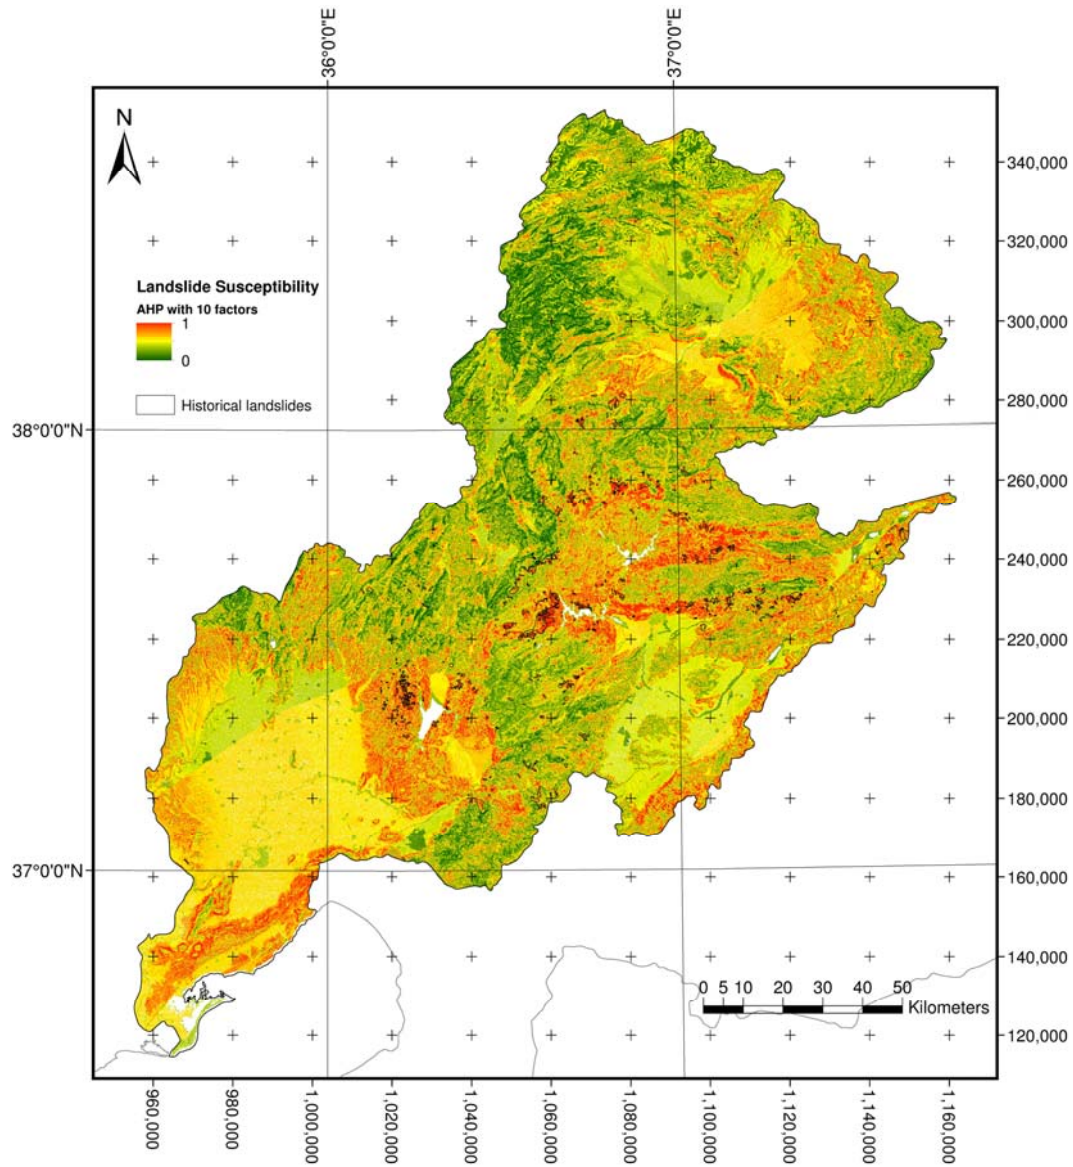 36°0'0"E
37°0'0"E
N
340,000
320,000
Landslide Susceptibility
AHP with 10 factors
1
0
300,000
Historical landslides
280,000
38°0'0"N
260,000
240,000
220,000
200,000
180,000
37°0'0"N
160,000
140,000
0 5 10 20 30 40 50
Kilometers
120,000
960,000
980,000
1,000,000
1,020,000
1,040,000
1,060,000
1,080,000
1,100,000
1,120,000
1,140,000
1,160,000